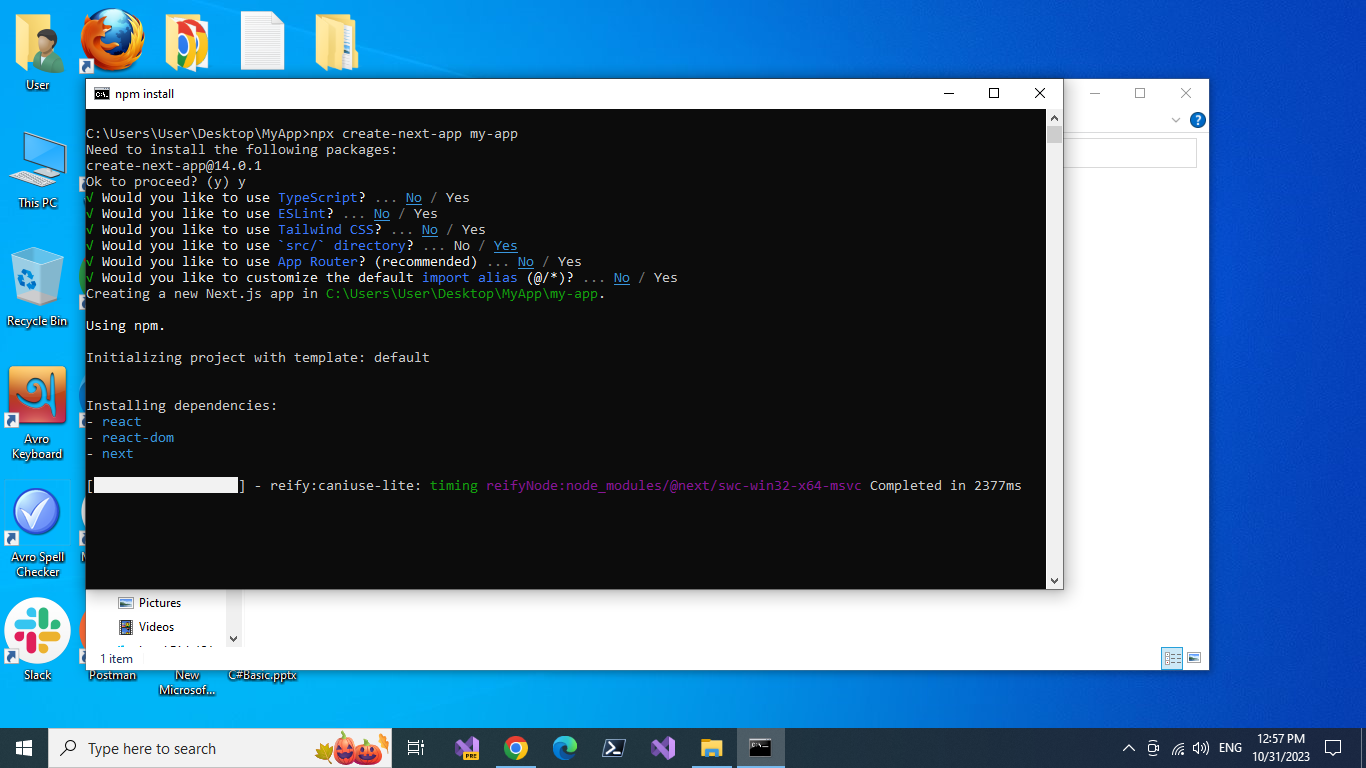 User
This PC
Recycle Bin
Avro
Keyboard
Avro Spell
Checker
Slack
npm install
C:\Users\User\Desktop\MyApp>npx create-next-app my-app
Need to install the following packages:
create-next-app@14.0.1
Ok to proceed? (y) y
√ Would you like to use TypeScript? ... No / Yes
√ Would you like to use ESLint? ... No / Yes
√ Would you like to use Tailwind CSS? ... No / Yes
√ Would you like to use `src/` directory? ... No / Yes
√ Would you like to use App Router? (recommended) ... No / Yes
√ Would you like to customize the default import alias (@/*)? ... No / Yes
Creating a new Next.js app in C:\Users\User\Desktop\MyApp\my-app.
Using npm.
Initializing project with template: default
Installing dependencies:
- react
- react-dom
- next
[                  ] - reify:caniuse-lite: timing reifyNode:node_modules/@next/swc-win32-x64-msvc Completed in 2377ms
Pictures
Videos
1 item
Postman
New
Microsof...
C#Basic.pptx
Type here to search
PRE
ENG
12:57 PM
10/31/2023